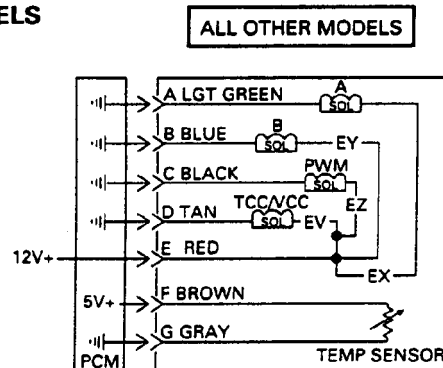 ELS
ALL OTHER MODELS
A LGT GREEN
A
SOL
B BLUE
B
SOL
EY
C BLACK
PWM
SOL
EZ
D TAN
TCC/VCC
SOL
EV
12V+
E RED
EX
5V+
F BROWN
G GRAY
PCM
TEMP SENSOR